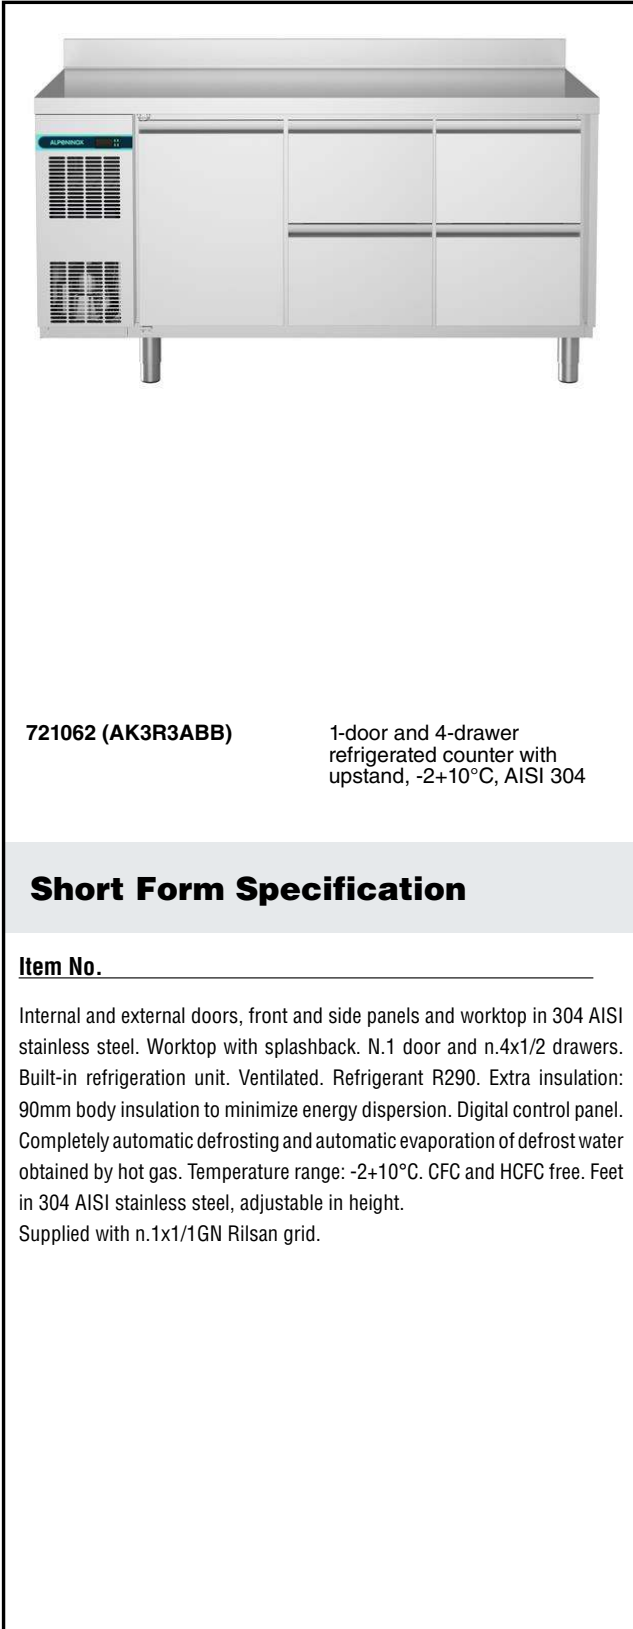 ALPENINOX
721062 (AK3R3ABB)
1-door and 4-drawer
refrigerated counter with
upstand, -2+10°C, AISI 304
Short Form Specification
Item No.
Internal and external doors, front and side panels and worktop in 304 AISI
stainless steel. Worktop with splashback. N.1 door and n.4x1/2 drawers.
Built-in refrigeration unit. Ventilated. Refrigerant R290. Extra insulation:
90mm body insulation to minimize energy dispersion. Digital control panel.
Completely automatic defrosting and automatic evaporation of defrost water
obtained by hot gas. Temperature range: -2+10°C. CFC and HCFC free. Feet
in 304 AISI stainless steel, adjustable in height.
Supplied with n.1x1/1GN Rilsan grid.